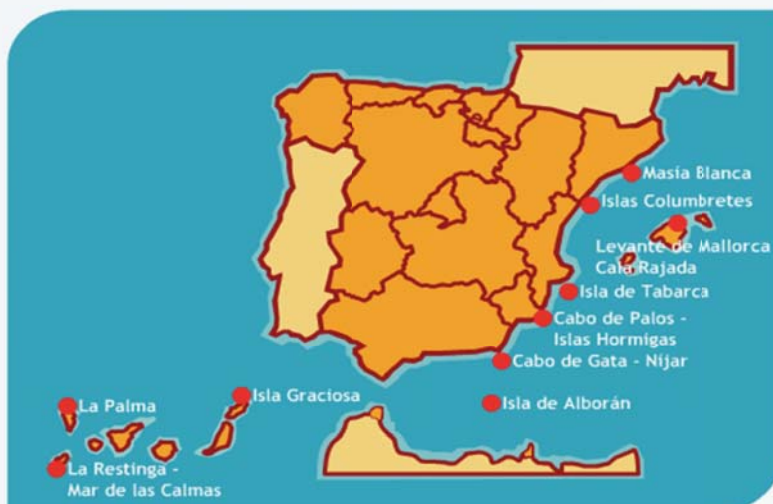 Masía Blanca
Islas Columbretes
Levante de Mallorca
Cala Rajada
Isla de Tabarca
Cabo de Palos -
Islas Hormigas
Cabo de Gata - Níjar
Isla Graciosa
La Palma
Isla de Alborán
La Restinga -
Mar de las Calmas